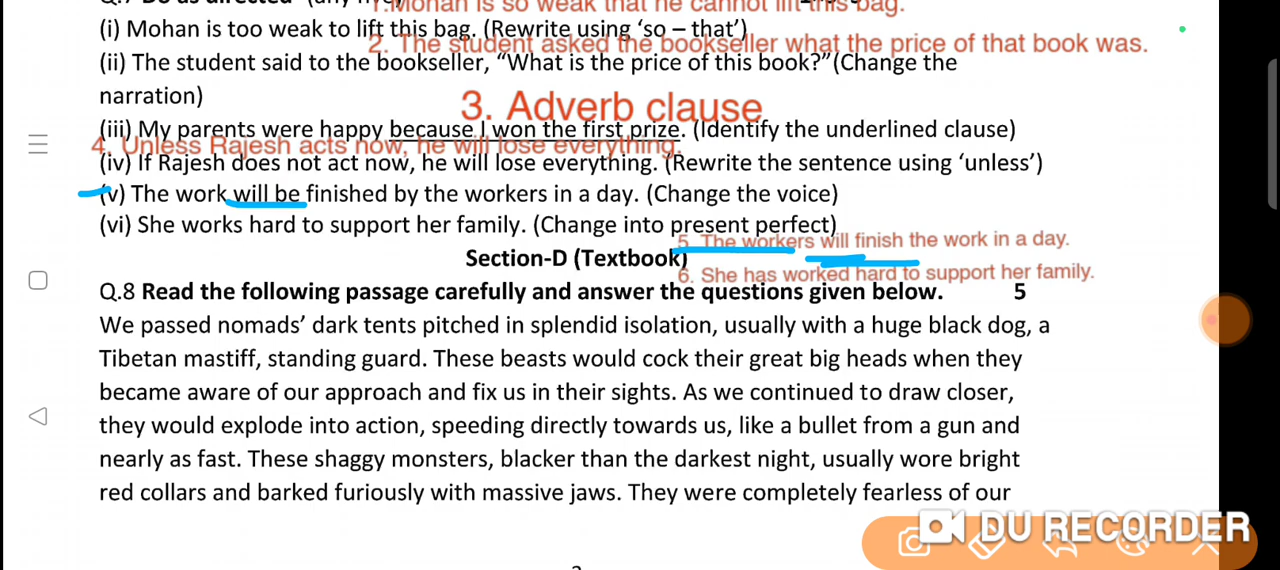 1.Mohan is so weak that he cannot lift this bag.
(i) Mohan is too weak to lift this bag. (Rewrite using ‘so – that’)
2. The student asked the bookseller what the price of that book was.
(ii) The student said to the bookseller, “What is the price of this book?”(Change the
narration)
3. Adverb clause
(iii) My parents were happy because I won the first prize. (Identify the underlined clause)
4. Unless Rajesh acts now, he will lose everything.
(iv) If Rajesh does not act now, he will lose everything. (Rewrite the sentence using ‘unless’)
(v) The work will be finished by the workers in a day. (Change the voice)
(vi) She works hard to support her family. (Change into present perfect)
5. The workers will finish the work in a day.
Section-D (Textbook)
6. She has worked hard to support her family.
Q.8 Read the following passage carefully and answer the questions given below. 5
We passed nomads’ dark tents pitched in splendid isolation, usually with a huge black dog, a
Tibetan mastiff, standing guard. These beasts would cock their great big heads when they
became aware of our approach and fix us in their sights. As we continued to draw closer,
they would explode into action, speeding directly towards us, like a bullet from a gun and
nearly as fast. These shaggy monsters, blacker than the darkest night, usually wore bright
red collars and barked furiously with massive jaws. They were completely fearless of our
DU RECORDER